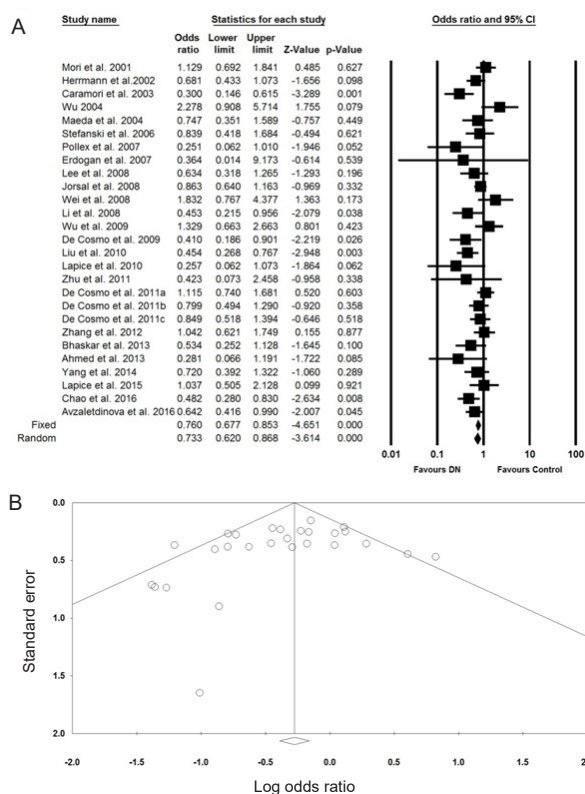 A
Study name Statistics for each study Odds ratio and 95% CI
Odds Lower Upper
ratio limit limit Z-Value p-Value
Mori et al. 2001 1.129 0.692 1.841 0.485 0.627
Herrmann et al.2002 0.681 0.433 1.073 -1.656 0.098
Caramori et al. 2003 0.300 0.146 0.615 -3.289 0.001
Wu 2004 2.278 0.908 5.714 1.755 0.079
Maeda et al. 2004 0.747 0.351 1.589 -0.757 0.449
Stefanski et al. 2006 0.839 0.418 1.684 -0.494 0.621
Pollex et al. 2007 0.251 0.062 1.010 -1.946 0.052
Erdogan et al. 2007 0.364 0.014 9.173 -0.614 0.539
Lee et al. 2008 0.634 0.318 1.265 -1.293 0.196
Jorsal et al. 2008 0.863 0.640 1.163 -0.969 0.332
Wei et al. 2008 1.832 0.767 4.377 1.363 0.173
Li et al. 2008 0.453 0.215 0.956 -2.079 0.038
Wu et al. 2009 1.329 0.663 2.663 0.801 0.423
De Cosmo et al. 2009 0.410 0.186 0.901 -2.219 0.026
Liu et al. 2010 0.454 0.268 0.767 -2.948 0.003
Lapice et al. 2010 0.257 0.062 1.073 -1.864 0.062
Zhu et al. 2011 0.423 0.073 2.458 -0.958 0.338
De Cosmo et al. 2011a 1.115 0.740 1.681 0.520 0.603
De Cosmo et al. 2011b 0.799 0.494 1.290 -0.920 0.358
De Cosmo et al. 2011c 0.849 0.518 1.394 -0.646 0.518
Zhang et al. 2012 1.042 0.621 1.749 0.155 0.877
Bhaskar et al. 2013 0.534 0.252 1.128 -1.645 0.100
Ahmed et al. 2013 0.281 0.066 1.191 -1.722 0.085
Yang et al. 2014 0.720 0.392 1.322 -1.060 0.289
Lapice et al. 2015 1.037 0.505 2.128 0.099 0.921
Chao et al. 2016 0.482 0.280 0.830 -2.634 0.008
Avzaletdinova et al. 2016 0.642 0.416 0.990 -2.007 0.045
Fixed 0.760 0.677 0.853 -4.651 0.000
Random 0.733 0.620 0.868 -3.614 0.000
0.01 0.1 1 10 100
Favours DN Favours Control
B
0.0
0.5
1.0
1.5
2.0
Standard error
-2.0 -1.5 -1.0 -0.5 0.0 0.5 1.0 1.5
Log odds ratio